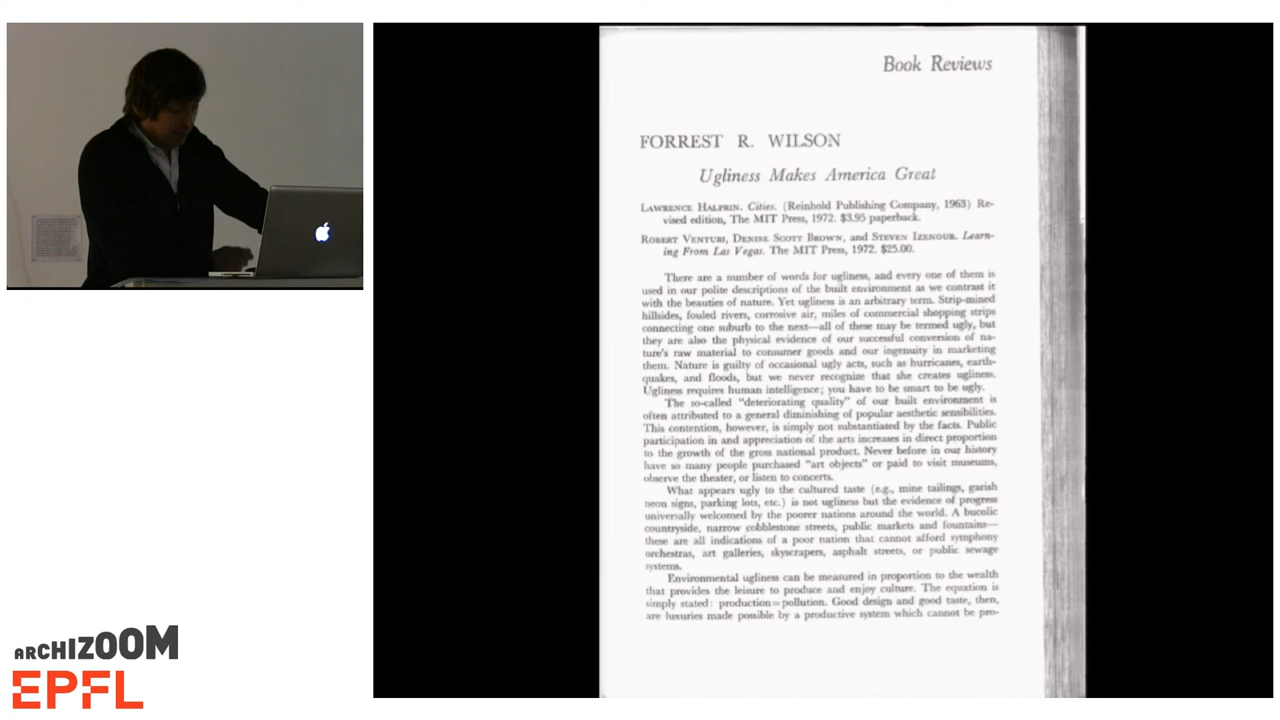 Book Reviews
FORREST R. WILSON
Ugliness Makes America Great
LAWRENCE HALPRIN. Cities. (Reinhold Publishing Company, 1963) Re-
vised edition, The MIT Press, 1972. $3.95 paperback.
ROBERT VENTURI, DENISE SCOTT BROWN, and STEVEN IZENOUR. Learn-
ing From Las Vegas. The MIT Press, 1972. $25.00.
There are a number of words for ugliness, and every one of them is
used in our polite descriptions of the built environment as we contrast it
with the beauties of nature. Yet ugliness is an arbitrary term. Strip-mined
hillsides, fouled rivers, corrosive air, miles of commercial shopping strips
connecting one suburb to the next—all of these may be termed ugly, but
they are also the physical evidence of our successful conversion of na-
ture's raw material to consumer goods and our ingenuity in marketing
them. Nature is guilty of occasional ugly acts, such as hurricanes, earth-
quakes, and floods, but we never recognize that she creates ugliness.
Ugliness requires human intelligence; you have to be smart to be ugly.
The so-called "deteriorating quality" of our built environment is
often attributed to a general diminishing of popular aesthetic sensibilities.
This contention, however, is simply not substantiated by the facts. Public
participation in and appreciation of the arts increases in direct proportion
to the growth of the gross national product. Never before in our history
have so many people purchased "art objects" or paid to visit museums,
observe the theater, or listen to concerts.
What appears ugly to the cultured taste (e.g., mine tailings, garish
neon signs, parking lots, etc.) is not ugliness but the evidence of progress
universally welcomed by the poorer nations around the world. A bucolic
countryside, narrow cobblestone streets, public markets and fountains—
these are all indications of a poor nation that cannot afford symphony
orchestras, art galleries, skyscrapers, asphalt streets, or public sewage
systems.
Environmental ugliness can be measured in proportion to the wealth
that provides the leisure to produce and enjoy culture. The equation is
simply stated: production=pollution. Good design and good taste, then,
are luxuries made possible by a productive system which cannot be pro-
ARCHIZOOM
EPFL